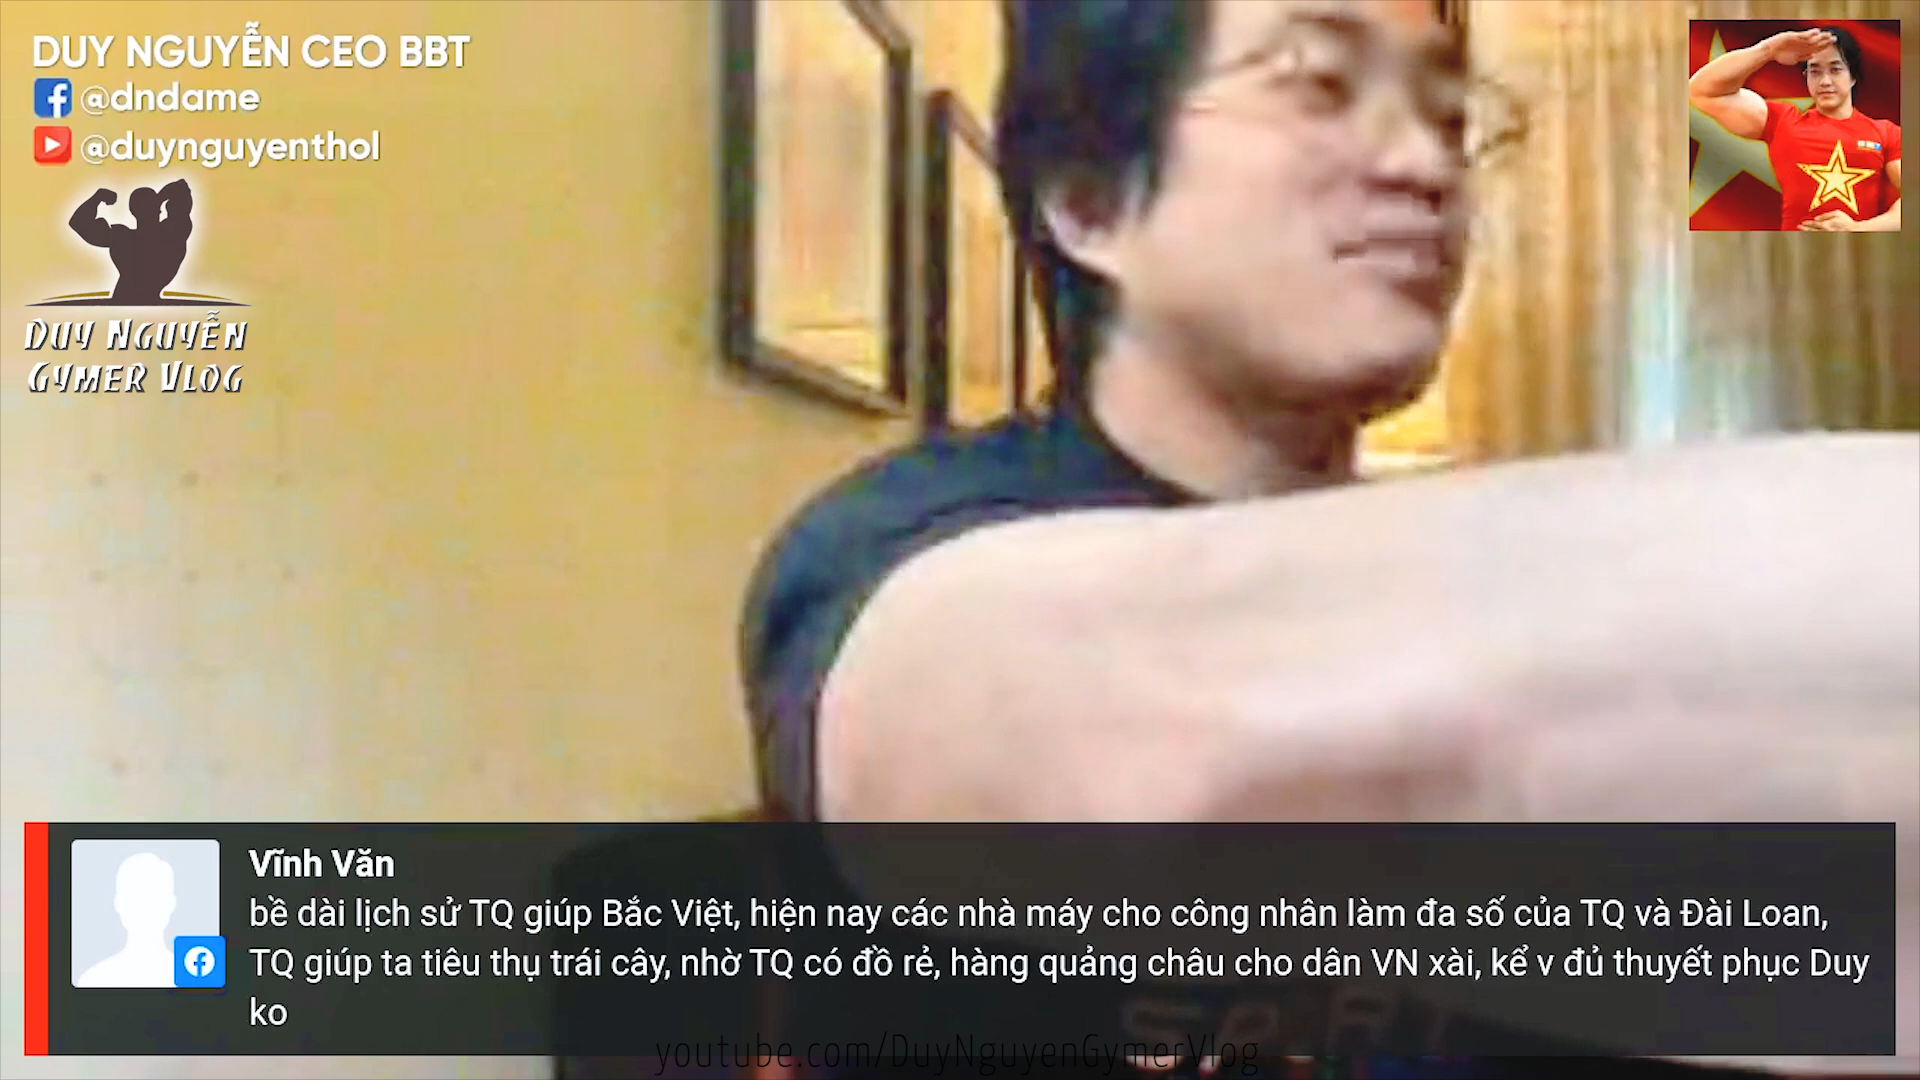 DUY NGUYỄN CEO BBT
@dndame
@duynguyenthol
DUY NGUYỄN
GYMER VLOG
Vĩnh Văn
bề dài lịch sử TQ giúp Bắc Việt, hiện nay các nhà máy cho công nhân làm đa số của TQ và Đài Loan,
TQ giúp ta tiêu thụ trái cây, nhờ TQ có đồ rẻ, hàng quảng châu cho dân VN xài, kể v đủ thuyết phục Duy
ko
youtube.com/DuyNguyenGymerVlog